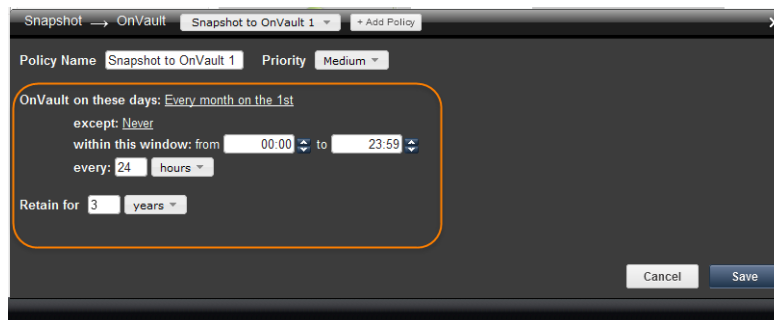 Snapshot → OnVault Snapshot to OnVault 1 + Add Policy x
Policy Name Snapshot to OnVault 1 Priority Medium
OnVault on these days: Every month on the 1st
except: Never
within this window: from 00:00 to 23:59
every: 24 hours
Retain for 3 years
Cancel Save